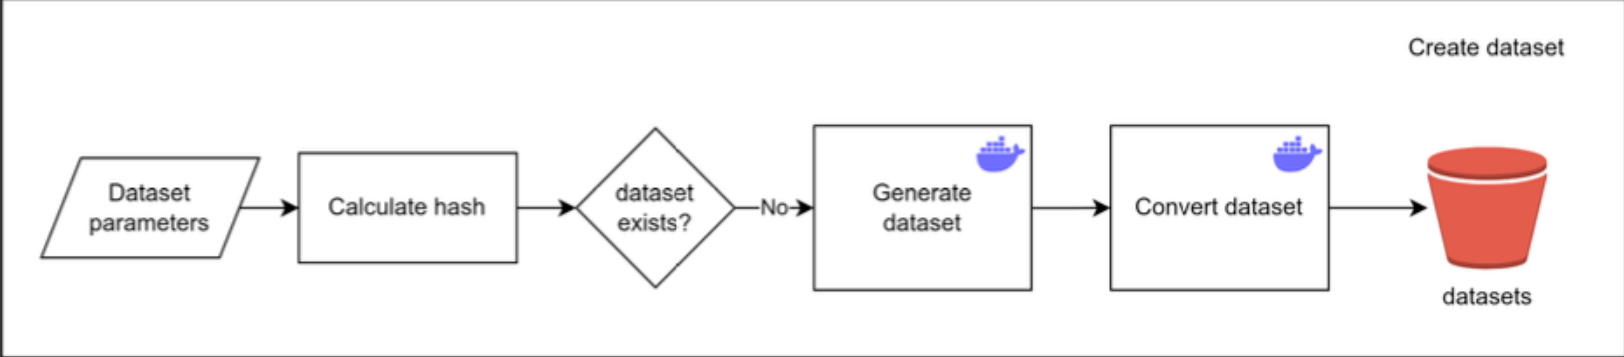 Create dataset
Dataset
parameters
Calculate hash
dataset
exists?
No
Generate
dataset
Convert dataset
datasets